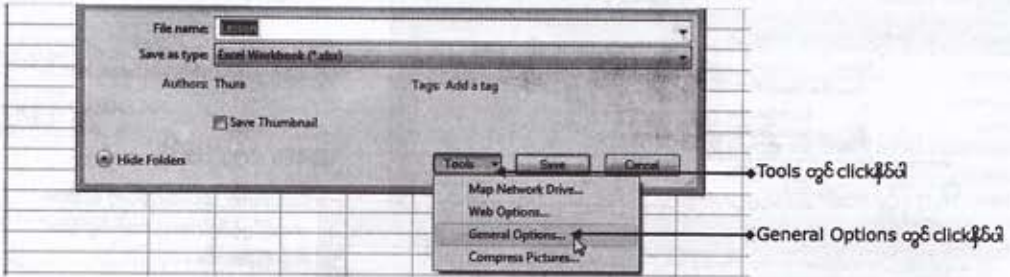 File name:
Save as type: Excel Workbook (*.xlsx)
Authors: Thura Tags: Add a tag
Save Thumbnail
Hide Folders Tools Save Cancel
Tools တွင် clickနှိပ်ပါ
Map Network Drive...
Web Options...
General Options... General Options တွင် clickနှိပ်ပါ
Compress Pictures...